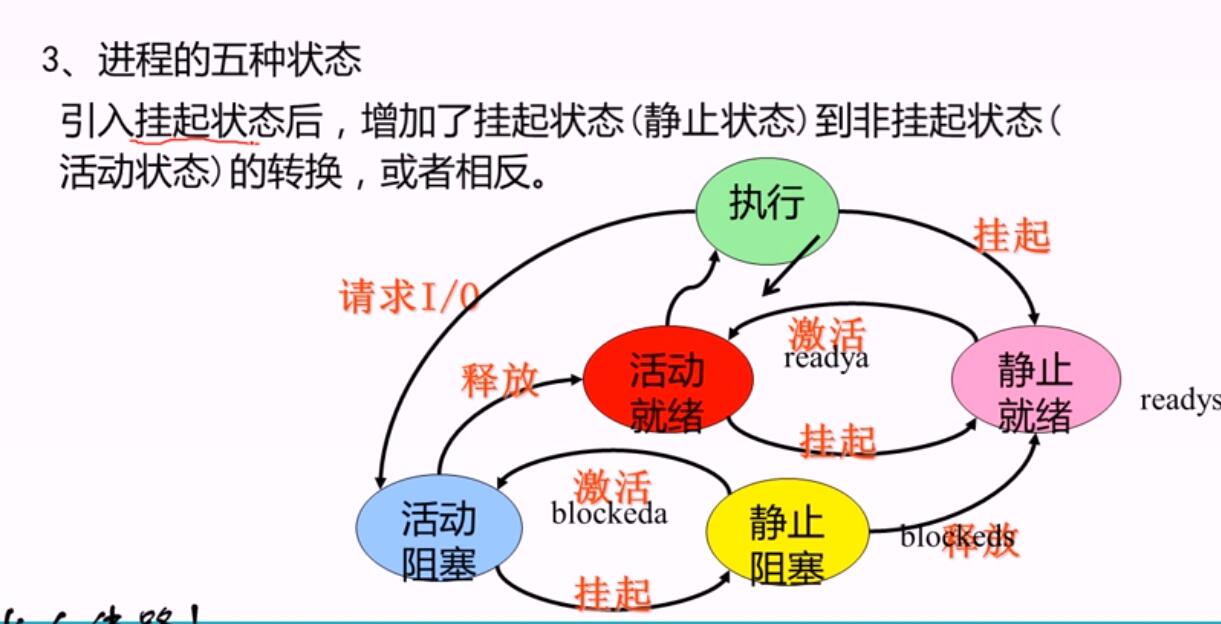 3、进程的五种状态
引入挂起状态后，增加了挂起状态(静止状态)到非挂起状态(
活动状态)的转换，或者相反。
执行
挂起
请求I/O
激活
readya
释放
活动
就绪
静止
就绪
readys
挂起
激活
blockeda
活动
阻塞
静止
阻塞
blockeds
释放
挂起